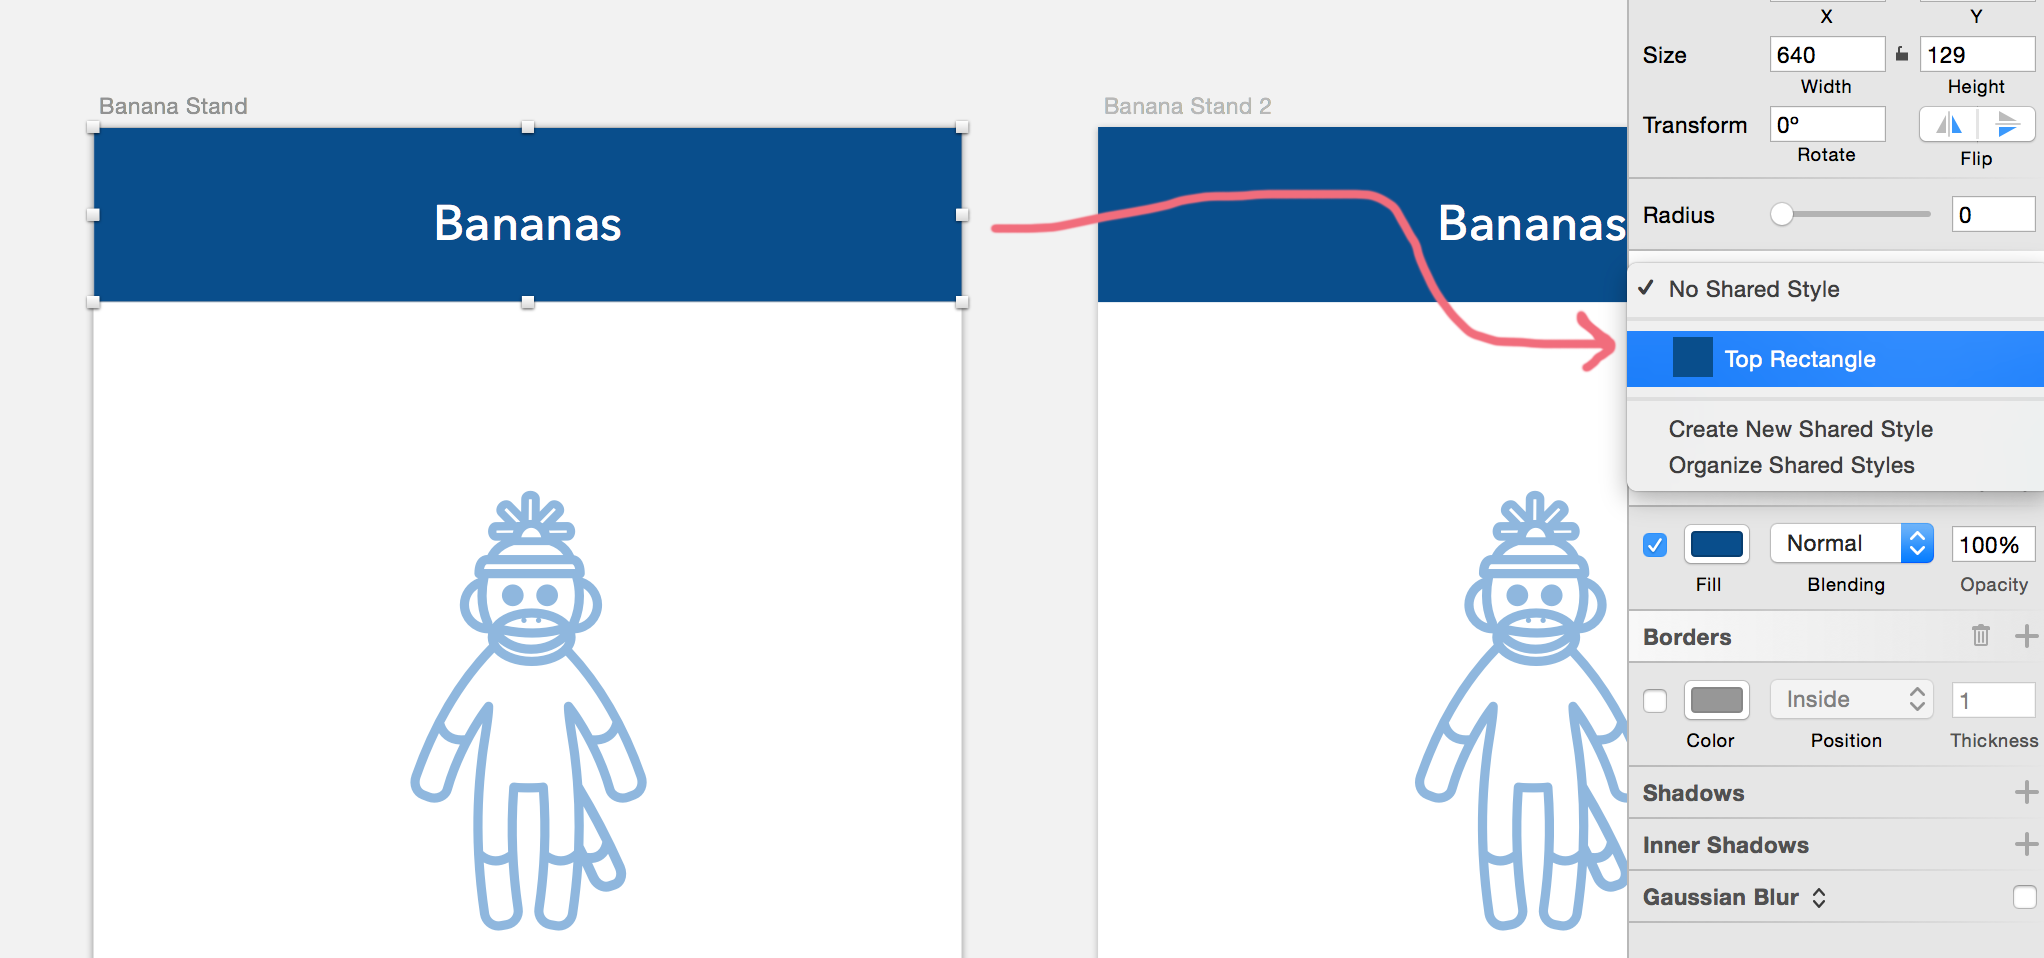 Banana Stand
Bananas
Banana Stand 2
Bananas
X Y
Size 640 129
Width Height
Transform 0º
Rotate Flip
Radius 0
✓ No Shared Style
Top Rectangle
Create New Shared Style
Organize Shared Styles
Normal 100%
Fill Blending Opacity
Borders
Inside 1
Color Position Thickness
Shadows
Inner Shadows
Gaussian Blur